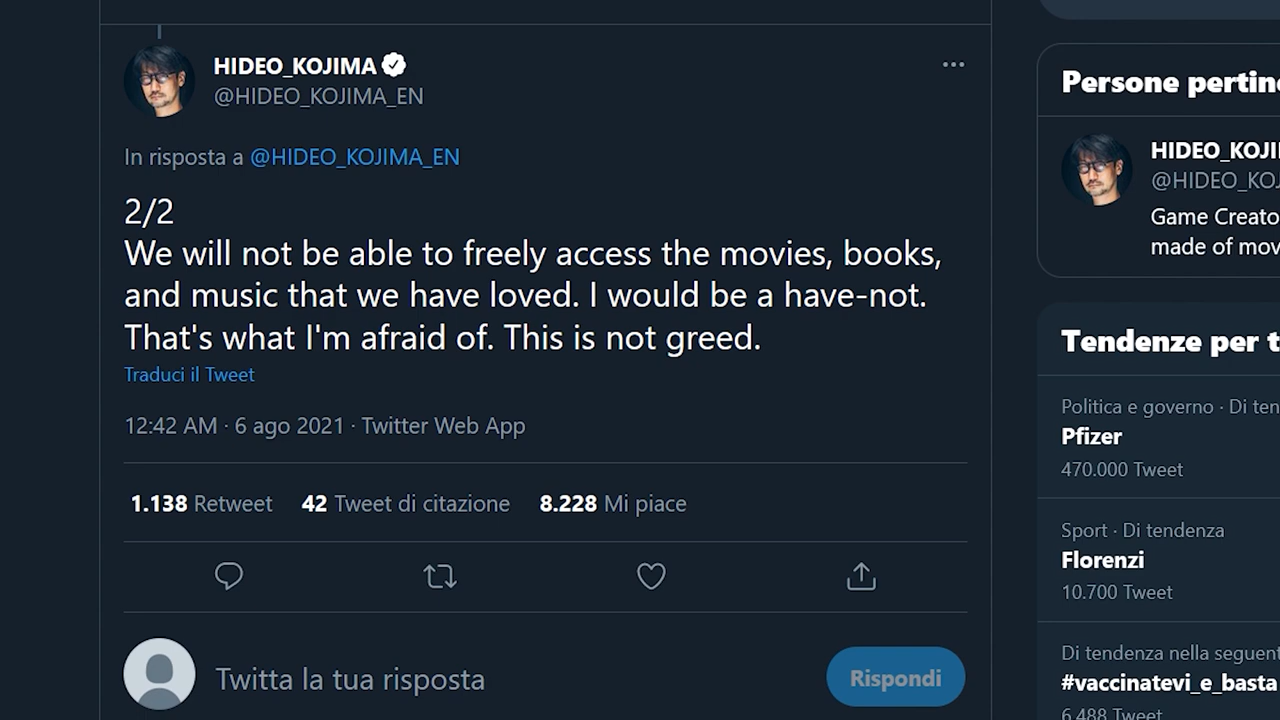 HIDEO_KOJIMA
@HIDEO_KOJIMA_EN
In risposta a @HIDEO_KOJIMA_EN
2/2
We will not be able to freely access the movies, books,
and music that we have loved. I would be a have-not.
That's what I'm afraid of. This is not greed.
Traduci il Tweet
12:42 AM · 6 ago 2021 · Twitter Web App
1.138 Retweet 42 Tweet di citazione 8.228 Mi piace
Twitta la tua risposta
Rispondi
Persone pertine
HIDEO_KOJI
@HIDEO_KOJ
Game Creato
made of mov
Tendenze per t
Politica e governo · Di ten
Pfizer
470.000 Tweet
Sport · Di tendenza
Florenzi
10.700 Tweet
Di tendenza nella seguent
#vaccinatevi_e_basta
6.488 Tweet